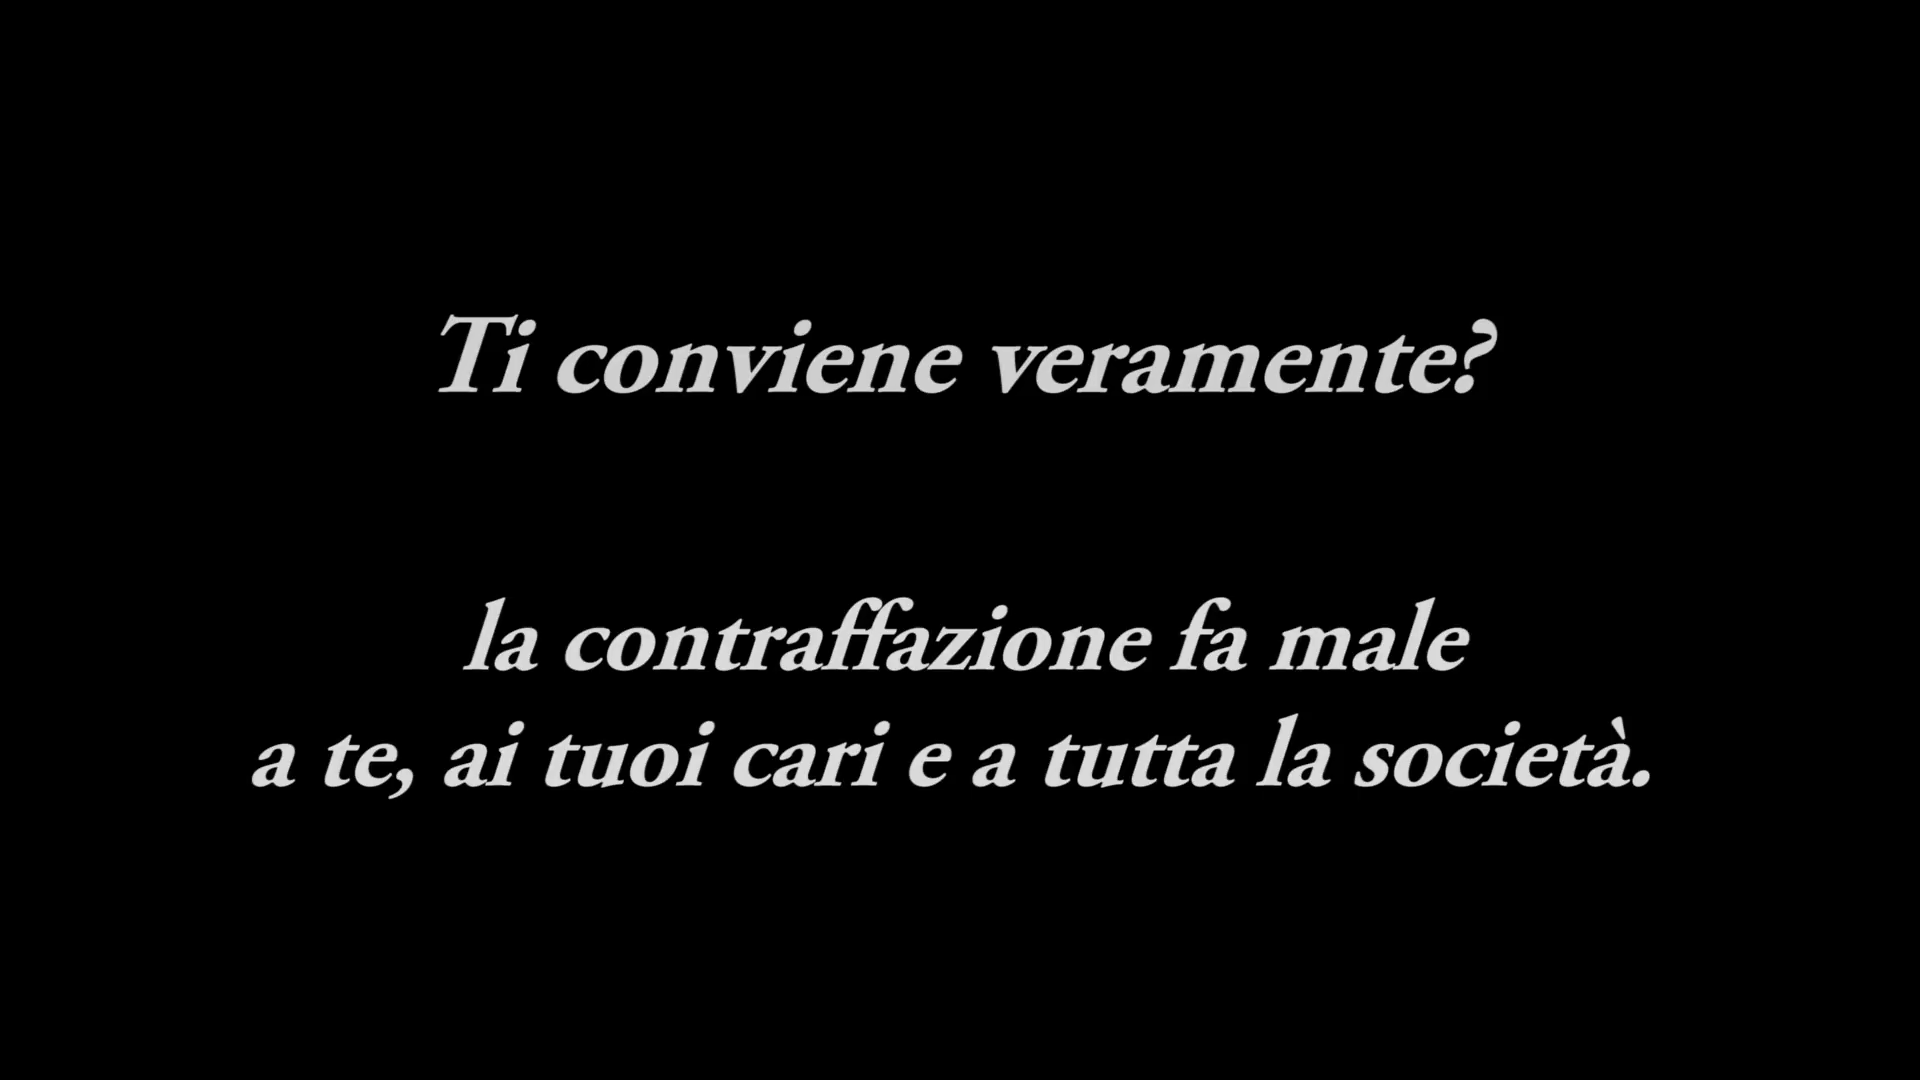 Ti conviene veramente?
la contraffazione fa male
a te, ai tuoi cari e a tutta la società.